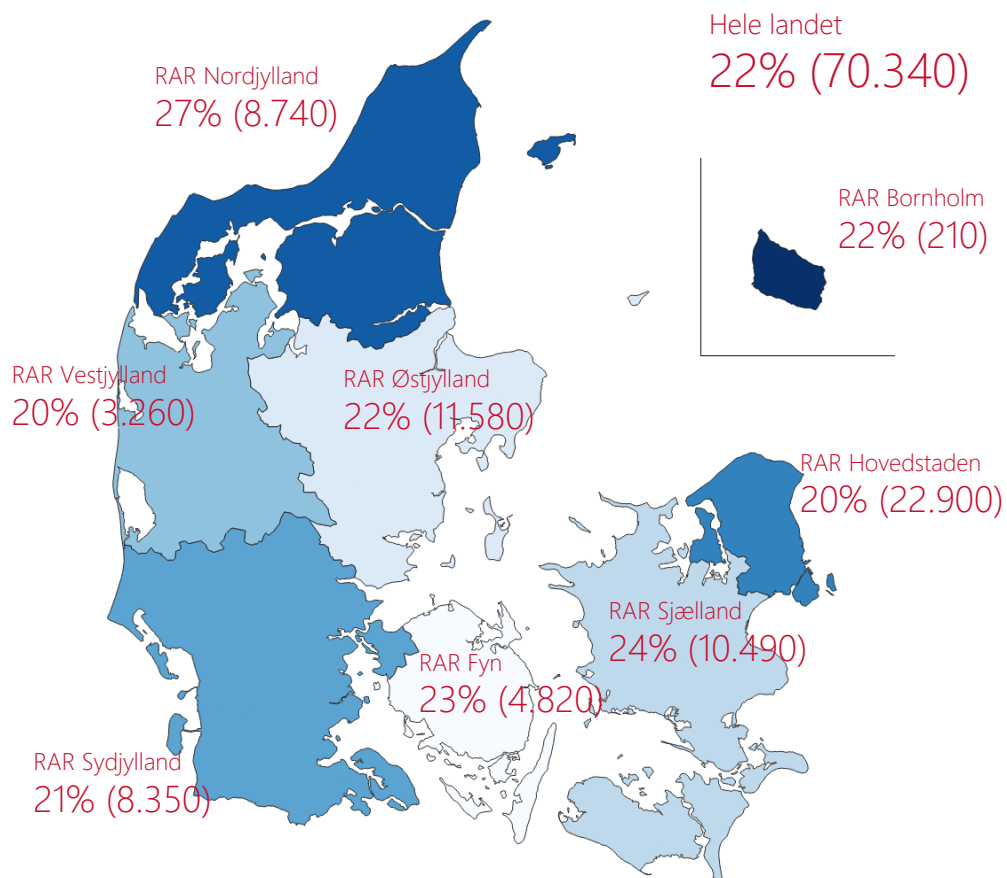 Hele landet
22% (70.340)
RAR Nordjylland
27% (8.740)
RAR Bornholm
22% (210)
RAR Vestjylland
20% (3.260)
RAR Østjylland
22% (11.580)
RAR Hovedstaden
20% (22.900)
RAR Sjælland
24% (10.490)
RAR Fyn
23% (4.820)
RAR Sydjylland
21% (8.350)